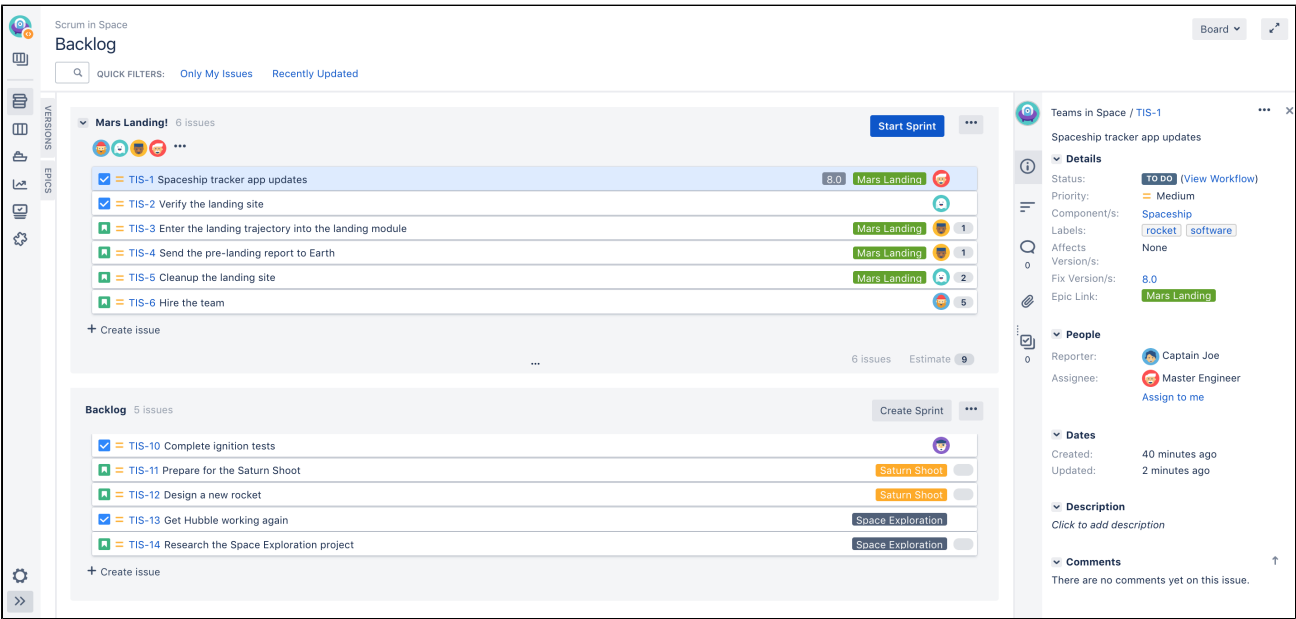 Scrum in Space
Backlog
Board
QUICK FILTERS: Only My Issues Recently Updated
VERSIONS
EPICS
Mars Landing! 6 issues
Start Sprint
TIS-1 Spaceship tracker app updates 8.0 Mars Landing
TIS-2 Verify the landing site
TIS-3 Enter the landing trajectory into the landing module Mars Landing 1
TIS-4 Send the pre-landing report to Earth Mars Landing 1
TIS-5 Cleanup the landing site Mars Landing 2
TIS-6 Hire the team 5
+ Create issue
6 issues Estimate 9
Backlog 5 issues
Create Sprint
TIS-10 Complete ignition tests
TIS-11 Prepare for the Saturn Shoot Saturn Shoot
TIS-12 Design a new rocket Saturn Shoot
TIS-13 Get Hubble working again Space Exploration
TIS-14 Research the Space Exploration project Space Exploration
+ Create issue
0
0
Teams in Space / TIS-1
Spaceship tracker app updates
Details
Status: TO DO (View Workflow)
Priority: Medium
Component/s: Spaceship
Labels: rocket software
Affects None
Version/s:
Fix Version/s: 8.0
Epic Link: Mars Landing
People
Reporter: Captain Joe
Assignee: Master Engineer
Assign to me
Dates
Created: 40 minutes ago
Updated: 2 minutes ago
Description
Click to add description
Comments
There are no comments yet on this issue.